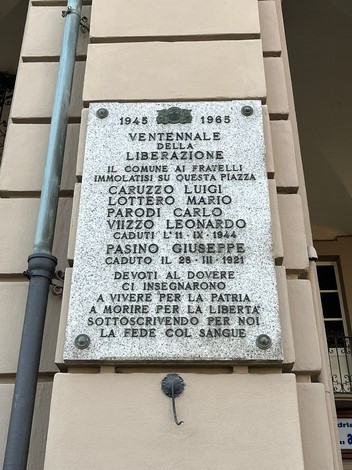 1945 1965
VENTENNALE
DELLA
LIBERAZIONE
IL COMUNE AI FRATELLI
IMMOLATISI SU QUESTA PIAZZA
CARUZZO LUIGI
LOTTERO MARIO
PARODI CARLO
VIIZZO LEONARDO
CADUTI L'11 · IX · 1944
PASINO GIUSEPPE
CADUTO IL 28 · III · 1921
DEVOTI AL DOVERE
CI INSEGNARONO
A VIVERE PER LA PATRIA
A MORIRE PER LA LIBERTA'
SOTTOSCRIVENDO PER NOI
LA FEDE COL SANGUE